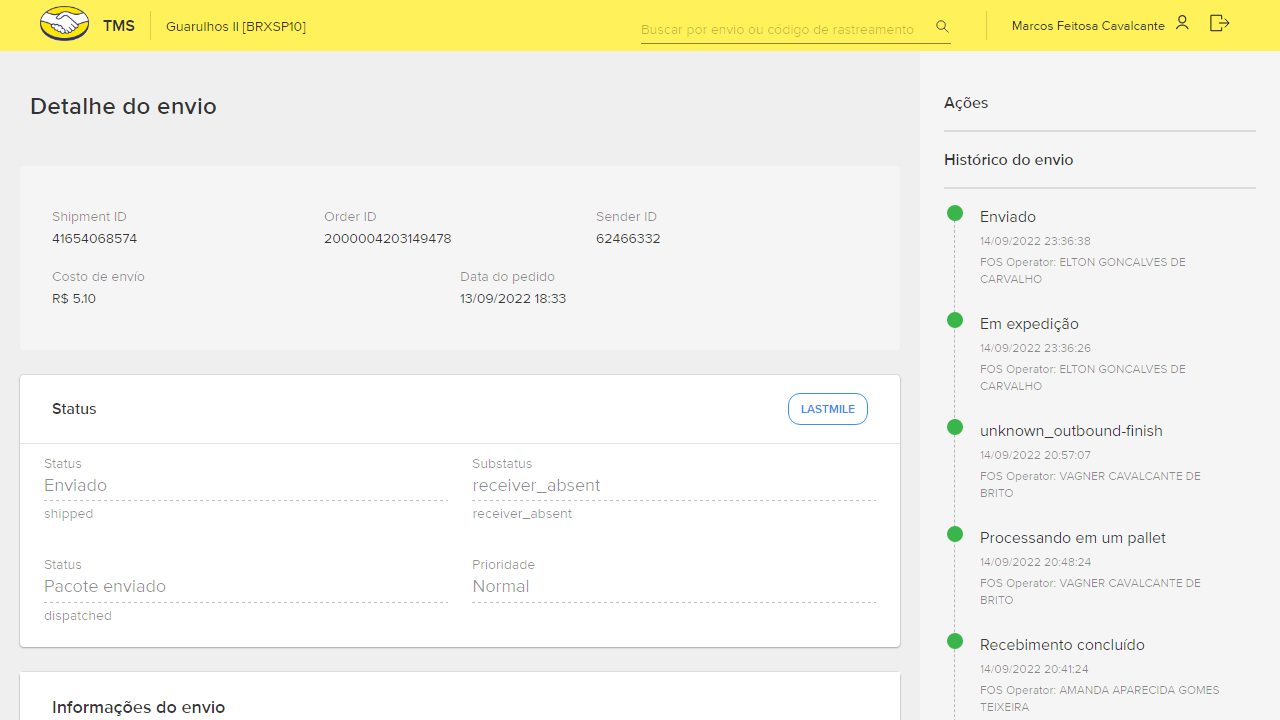 TMS
Guarulhos II [BRXSP10]
Buscar por envio ou código de rastreamento
Marcos Feitosa Cavalcante
Detalhe do envio
Shipment ID
41654068574
Order ID
2000004203149478
Sender ID
62466332
Costo de envío
R$ 5.10
Data do pedido
13/09/2022 18:33
Status
LASTMILE
Status
Enviado
shipped
Substatus
receiver_absent
receiver_absent
Status
Pacote enviado
dispatched
Prioridade
Normal
Informações do envio
Ações
Histórico do envio
Enviado
14/09/2022 23:36:38
FOS Operator: ELTON GONCALVES DE
CARVALHO
Em expedição
14/09/2022 23:36:26
FOS Operator: ELTON GONCALVES DE
CARVALHO
unknown_outbound-finish
14/09/2022 20:57:07
FOS Operator: VAGNER CAVALCANTE DE
BRITO
Processando em um pallet
14/09/2022 20:48:24
FOS Operator: VAGNER CAVALCANTE DE
BRITO
Recebimento concluído
14/09/2022 20:41:24
FOS Operator: AMANDA APARECIDA GOMES
TEIXEIRA